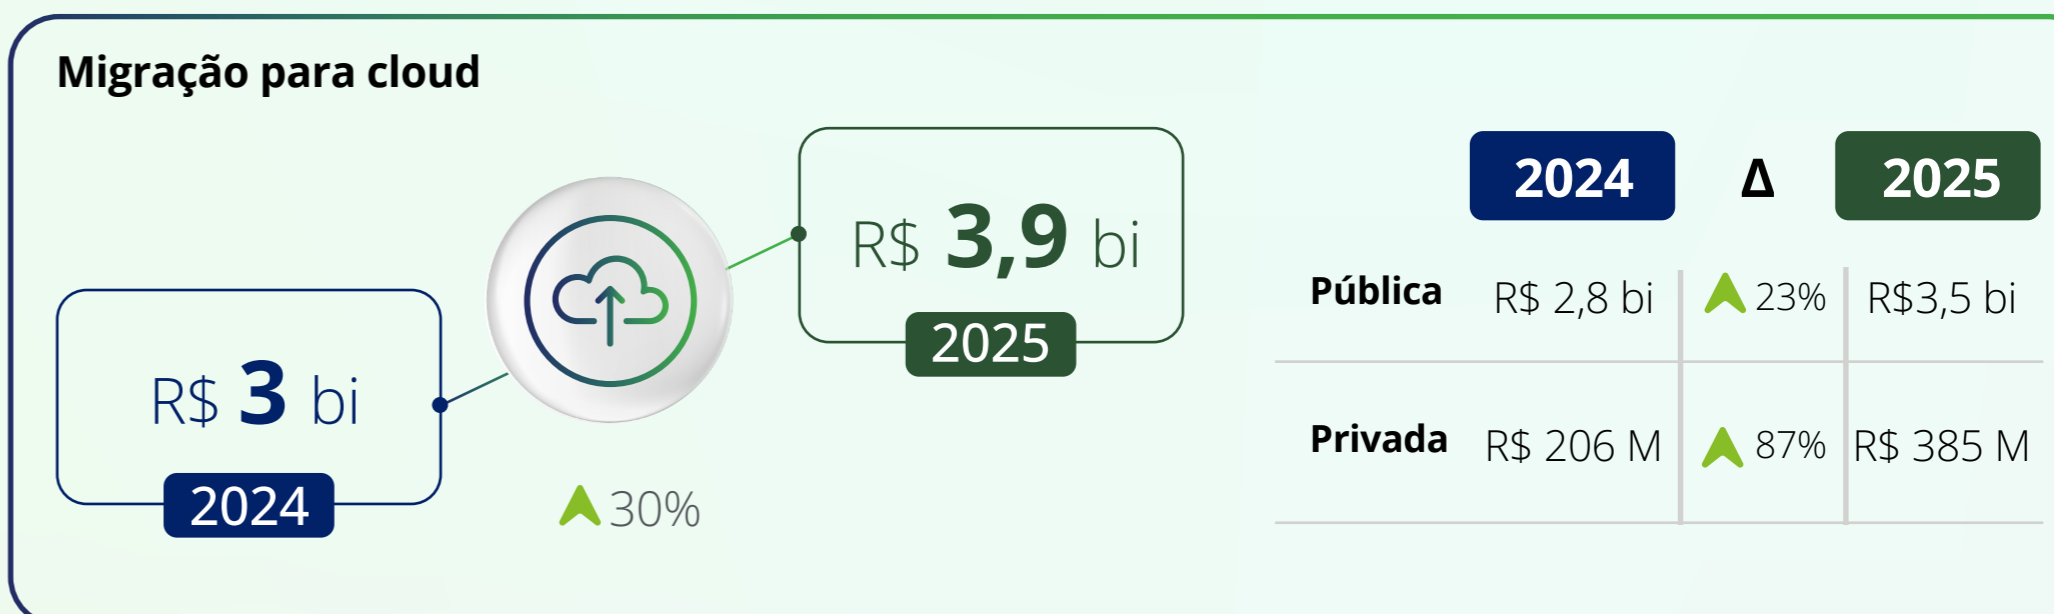 Migração para cloud
R$ 3 bi
2024
30%
R$ 3,9 bi
2025
2024 Δ 2025
Pública R$ 2,8 bi 23% R$3,5 bi
Privada R$ 206 M 87% R$ 385 M